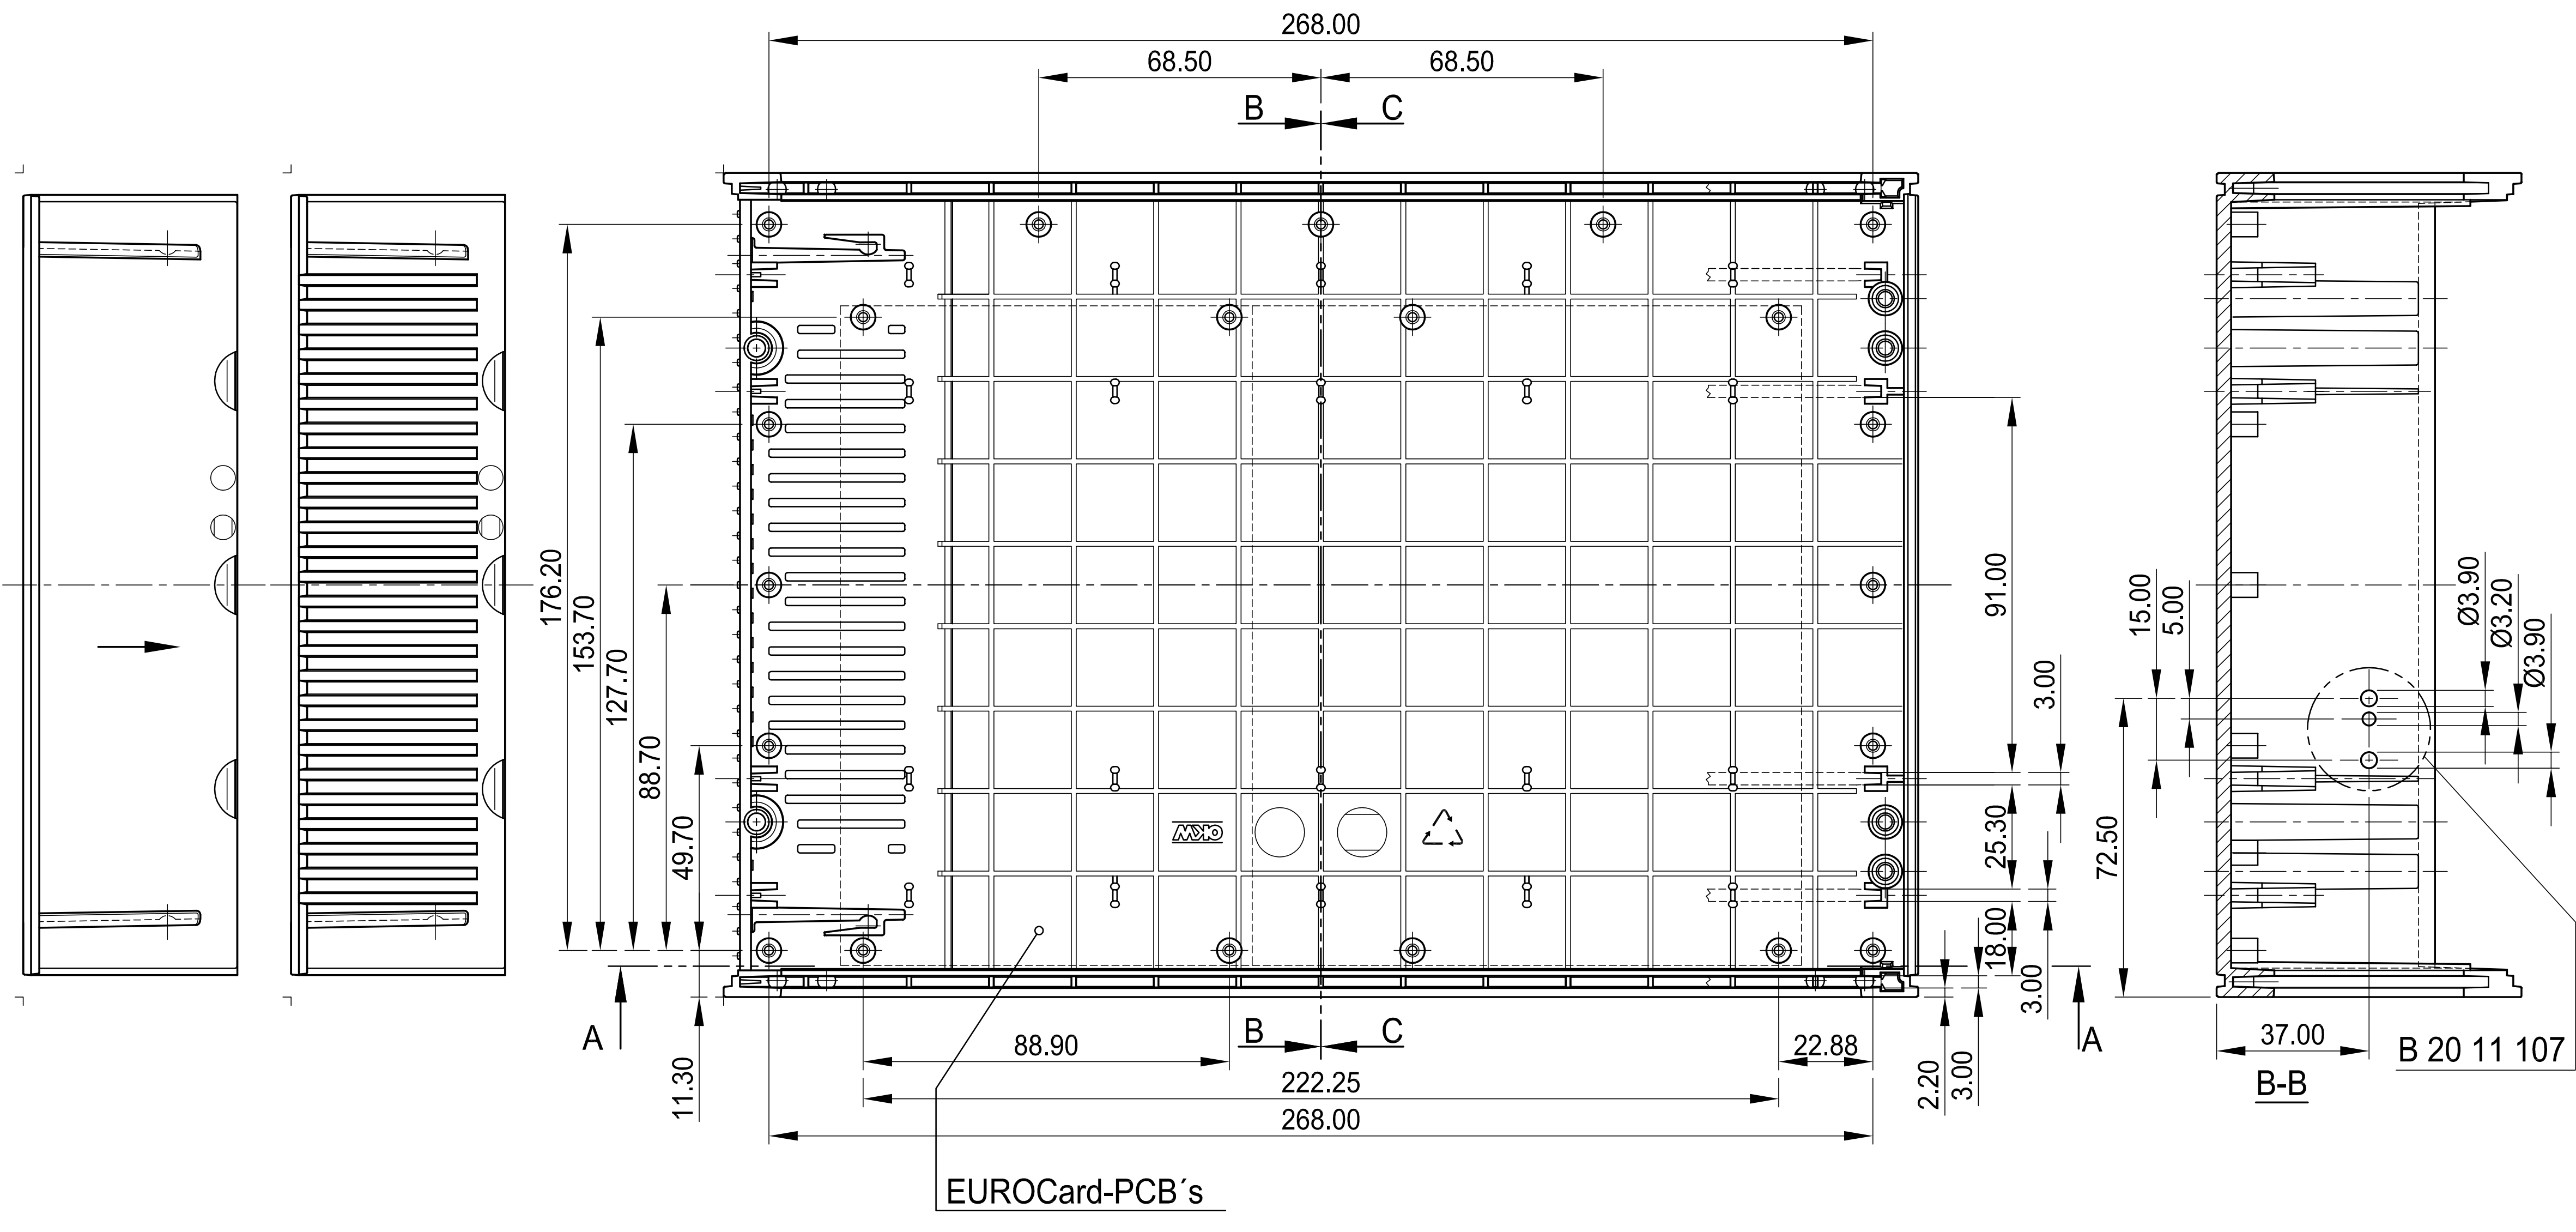 268.00
68.50
68.50
B
C
176.20
153.70
127.70
88.70
49.70
11.30
91.00
3.00
25.30
18.00
3.00
2.20
3.00
15.00
5.00
Ø3.90
Ø3.20
Ø3.90
72.50
OKW
A
B
C
A
88.90
22.88
222.25
268.00
37.00
B 20 11 107
B-B
EUROCard-PCB´s